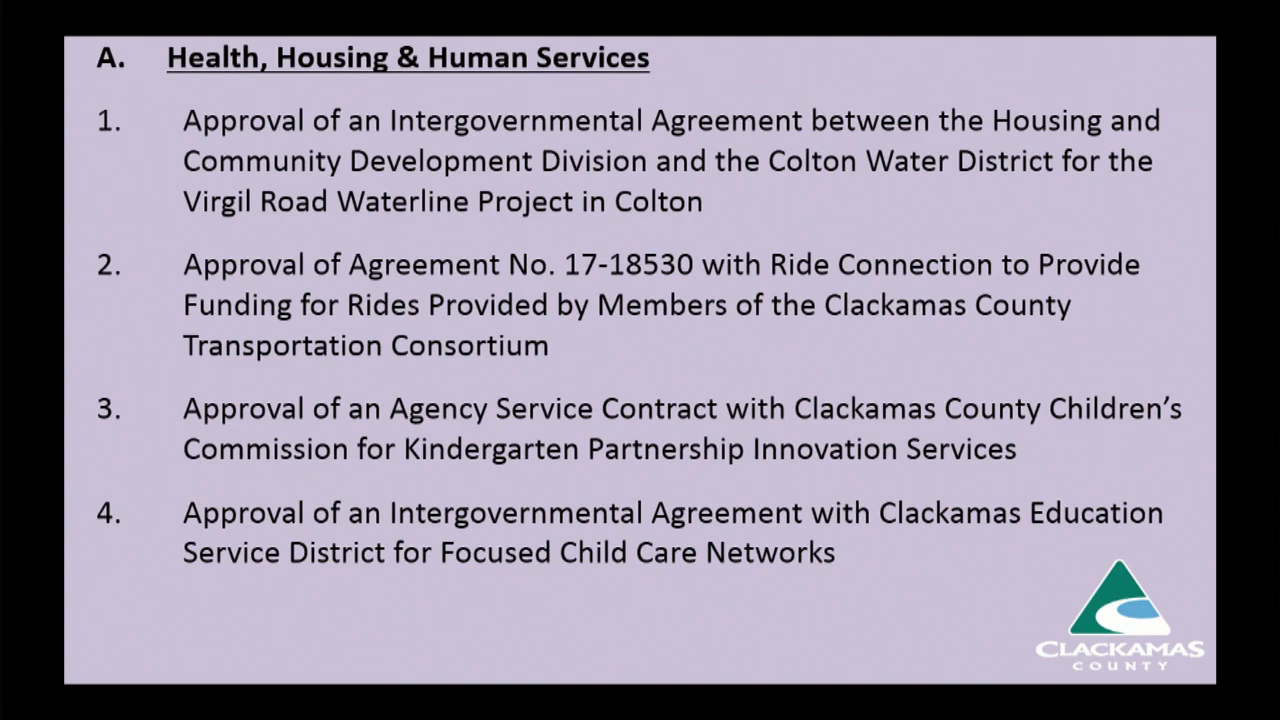 A. Health, Housing & Human Services
1. Approval of an Intergovernmental Agreement between the Housing and
Community Development Division and the Colton Water District for the
Virgil Road Waterline Project in Colton
2. Approval of Agreement No. 17-18530 with Ride Connection to Provide
Funding for Rides Provided by Members of the Clackamas County
Transportation Consortium
3. Approval of an Agency Service Contract with Clackamas County Children’s
Commission for Kindergarten Partnership Innovation Services
4. Approval of an Intergovernmental Agreement with Clackamas Education
Service District for Focused Child Care Networks
CLACKAMAS
COUNTY